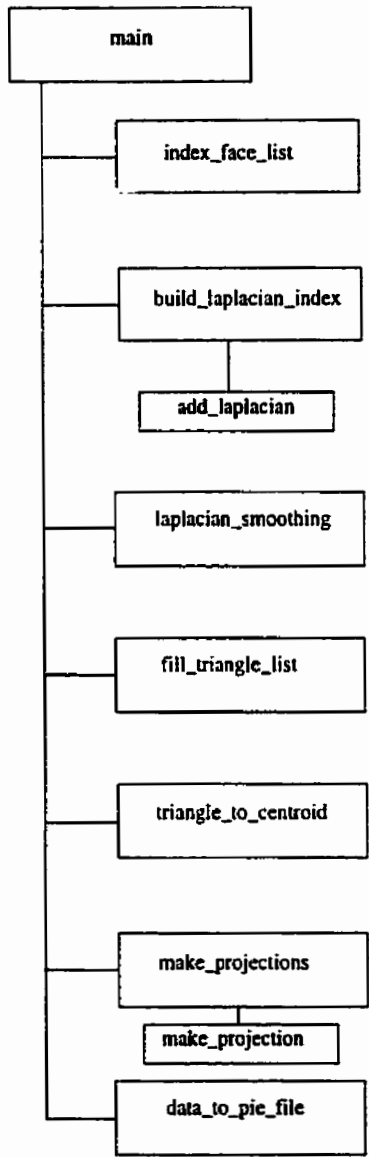 main
index_face_list
build_laplacian_index
add_laplacian
laplacian_smoothing
fill_triangle_list
triangle_to_centroid
make_projections
make_projection
data_to_pie_file